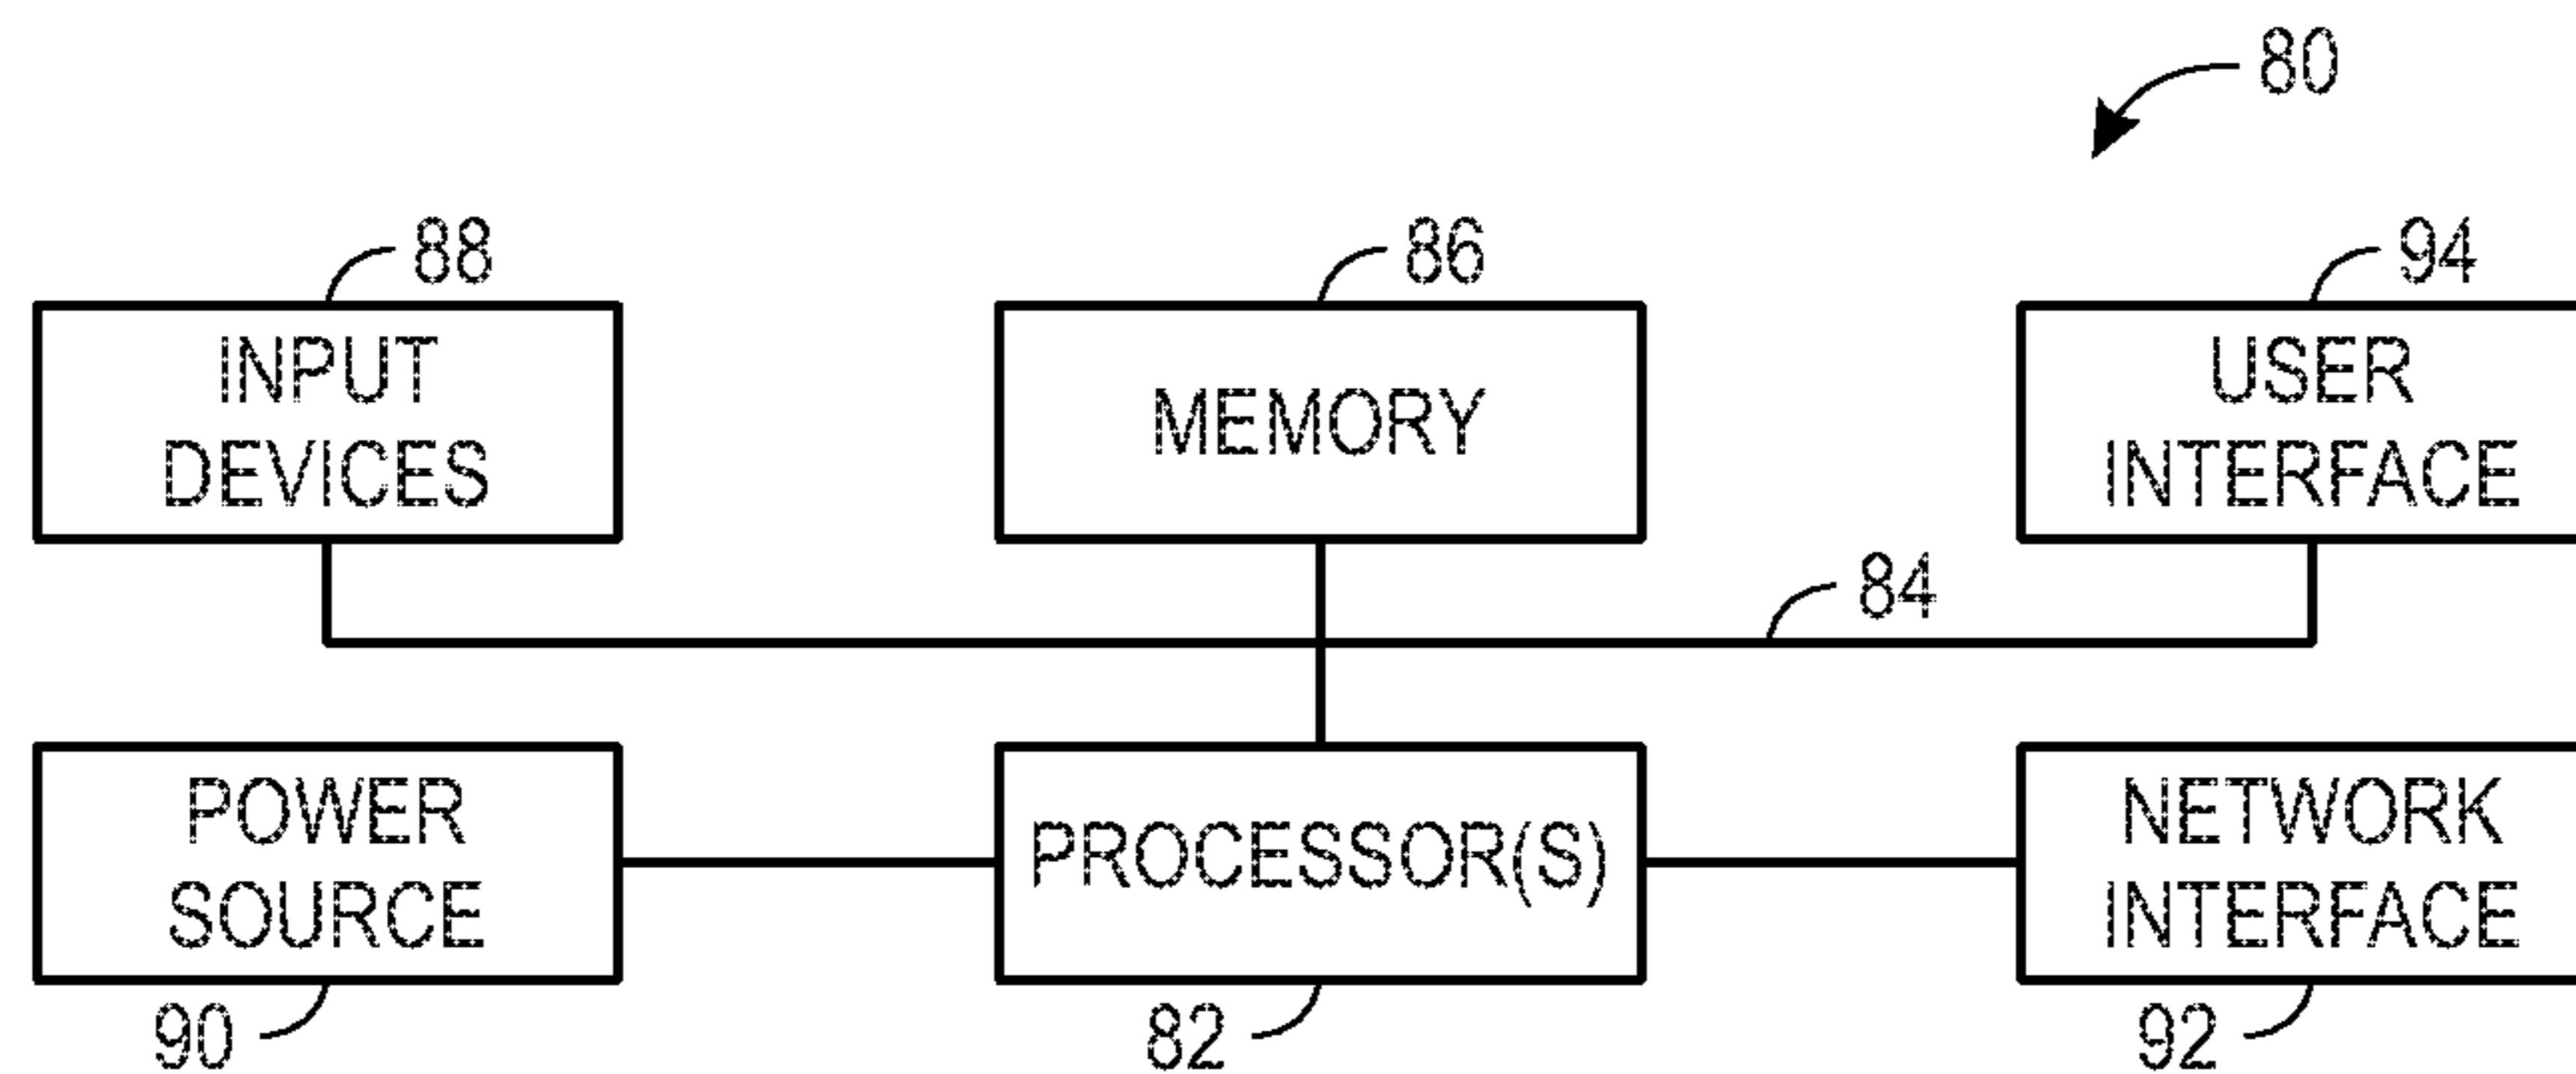 80
88
86
94
INPUT
DEVICES
MEMORY
USER
INTERFACE
84
POWER
SOURCE
PROCESSOR(S)
NETWORK
INTERFACE
90
82
92